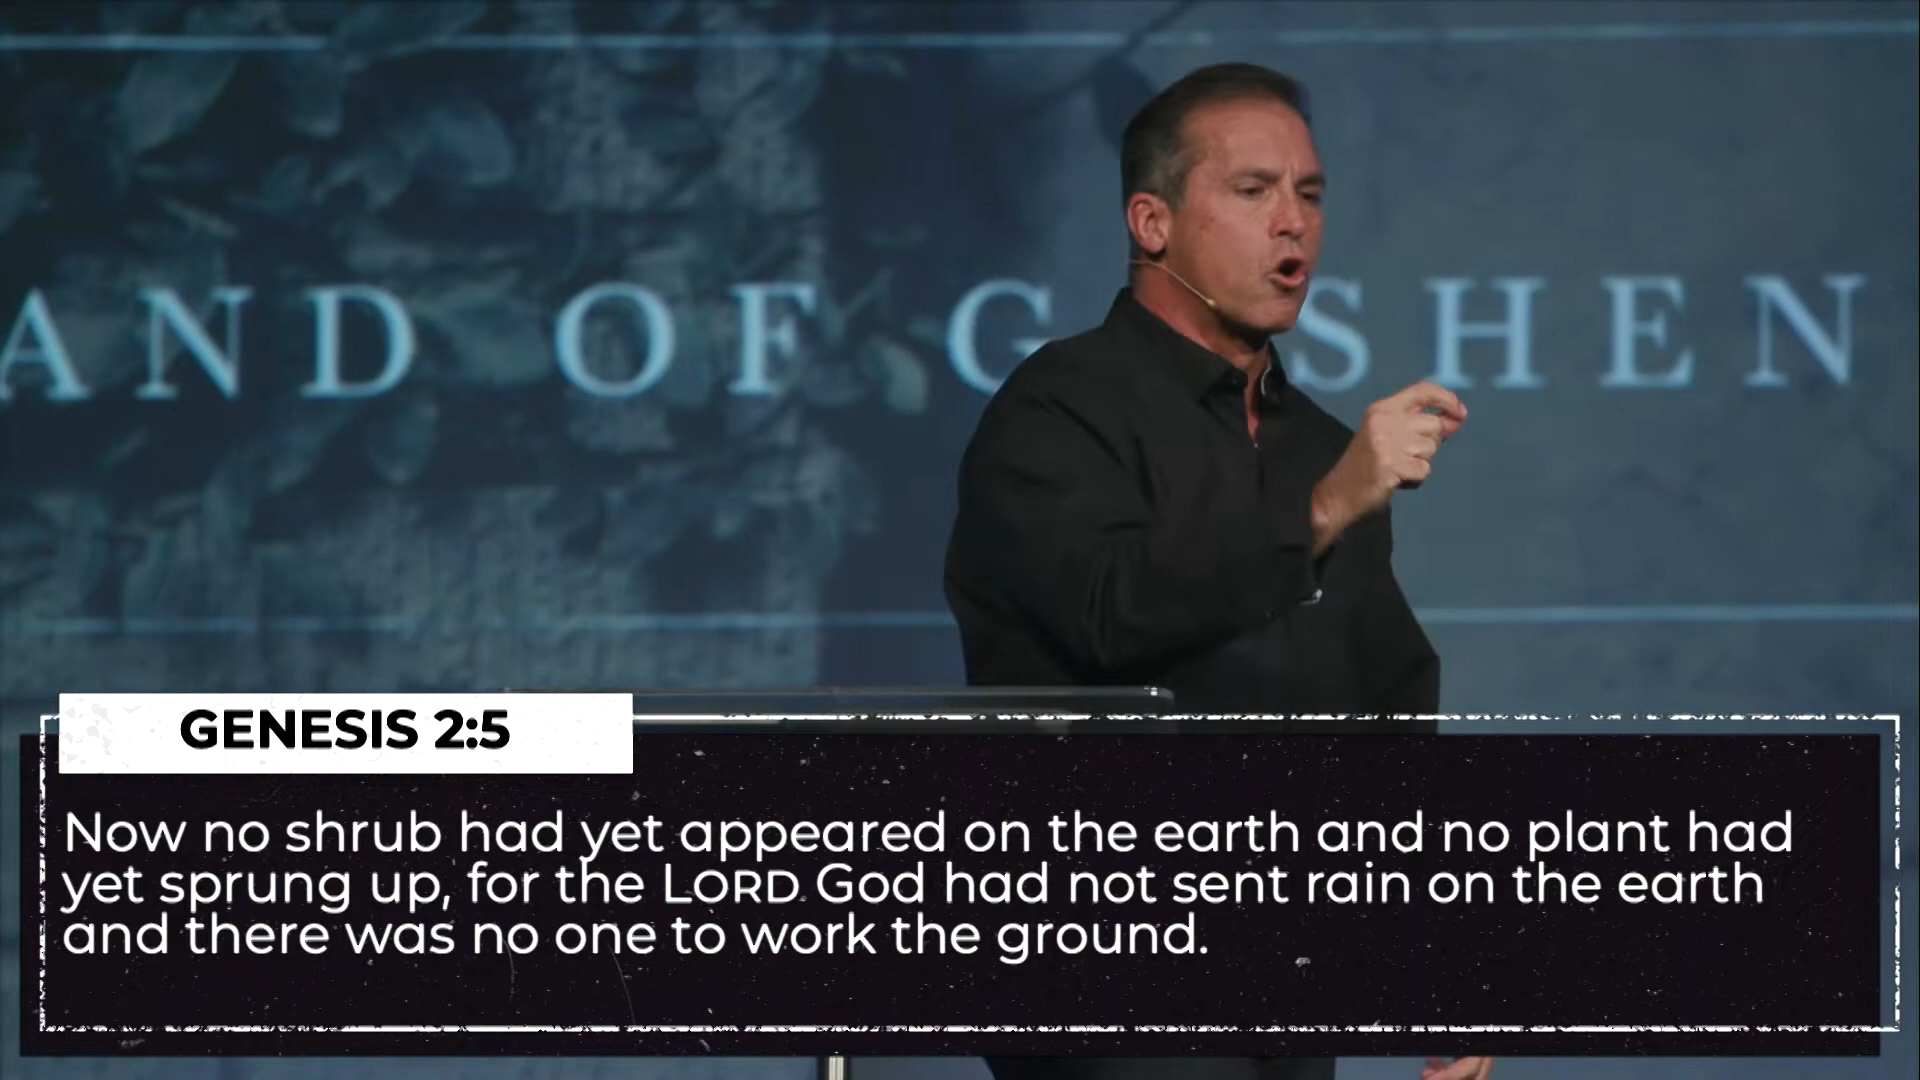 AND OF G SHEN
GENESIS 2:5
Now no shrub had yet appeared on the earth and no plant had
yet sprung up, for the LORD God had not sent rain on the earth
and there was no one to work the ground.